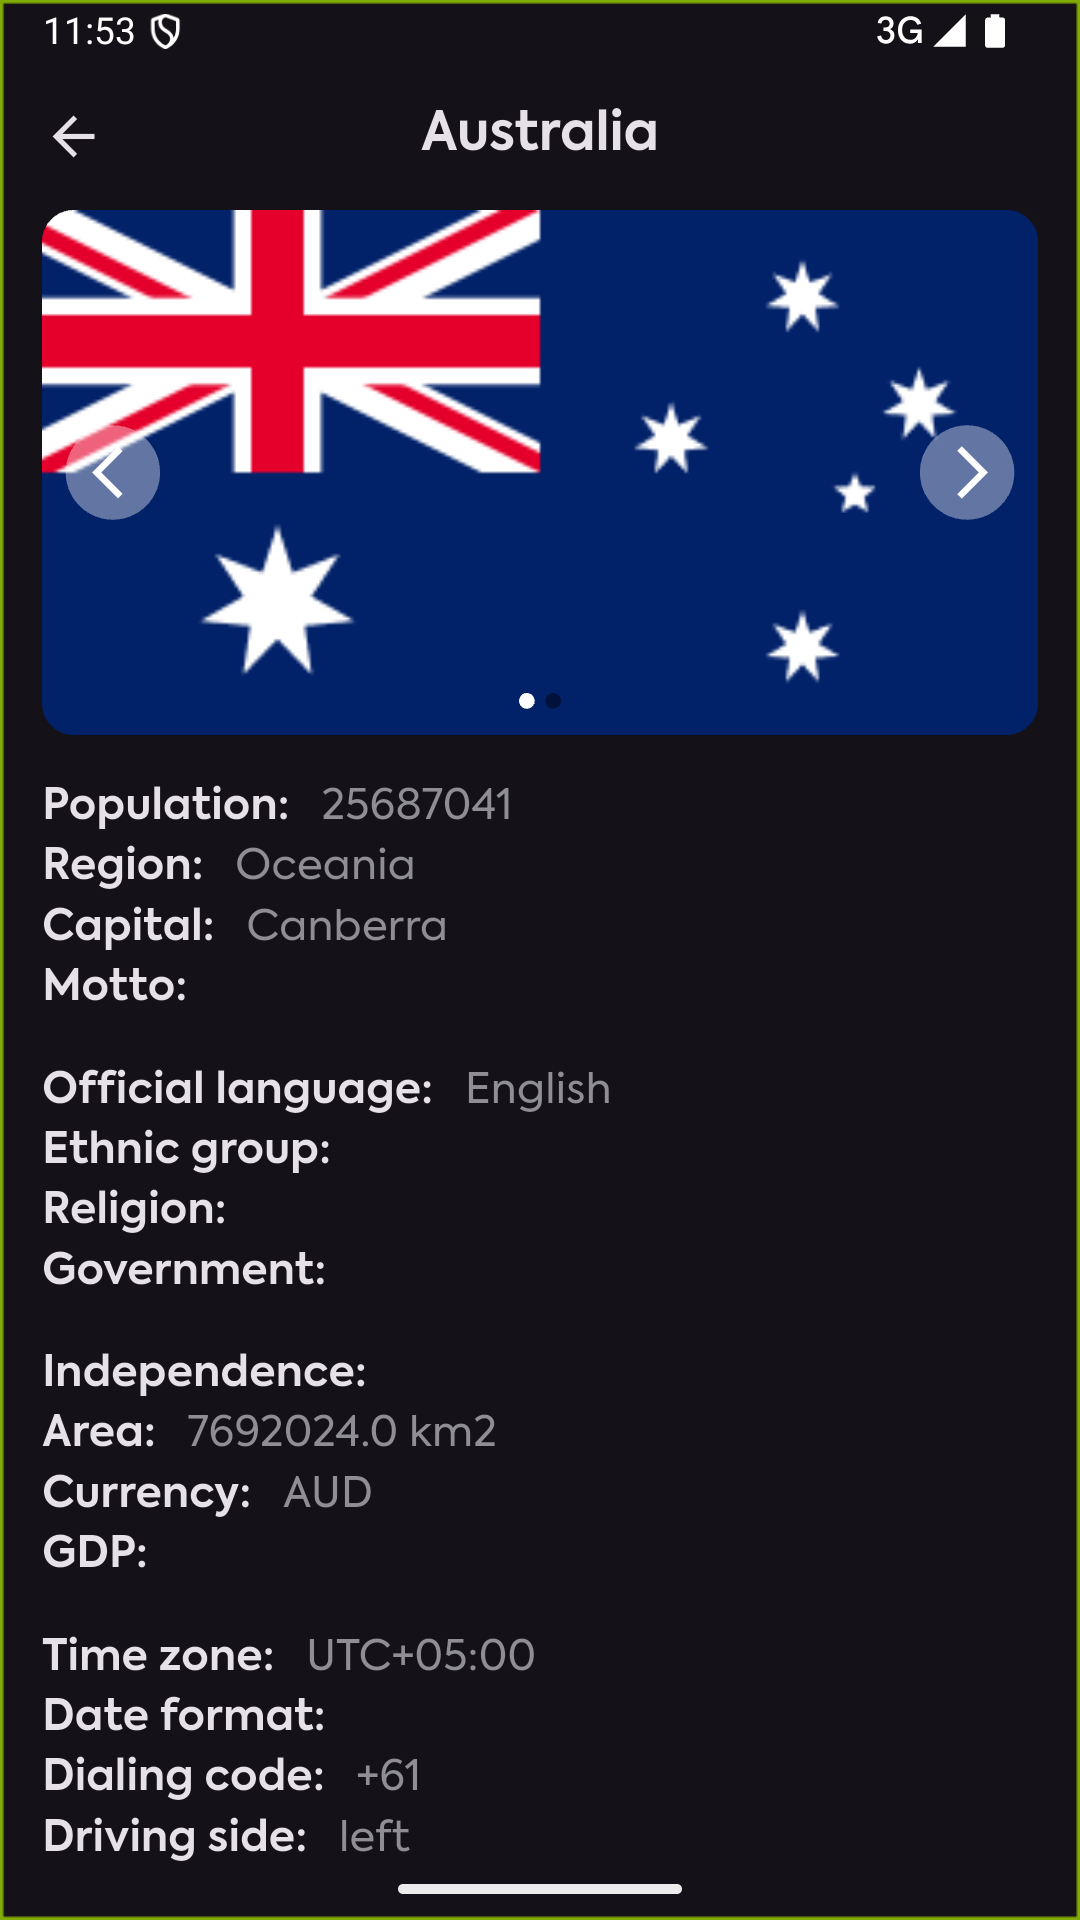 11:53
3G
Australia
Population: 25687041
Region: Oceania
Capital: Canberra
Motto:
Official language: English
Ethnic group:
Religion:
Government:
Independence:
Area: 7692024.0 km2
Currency: AUD
GDP:
Time zone: UTC+05:00
Date format:
Dialing code: +61
Driving side: left